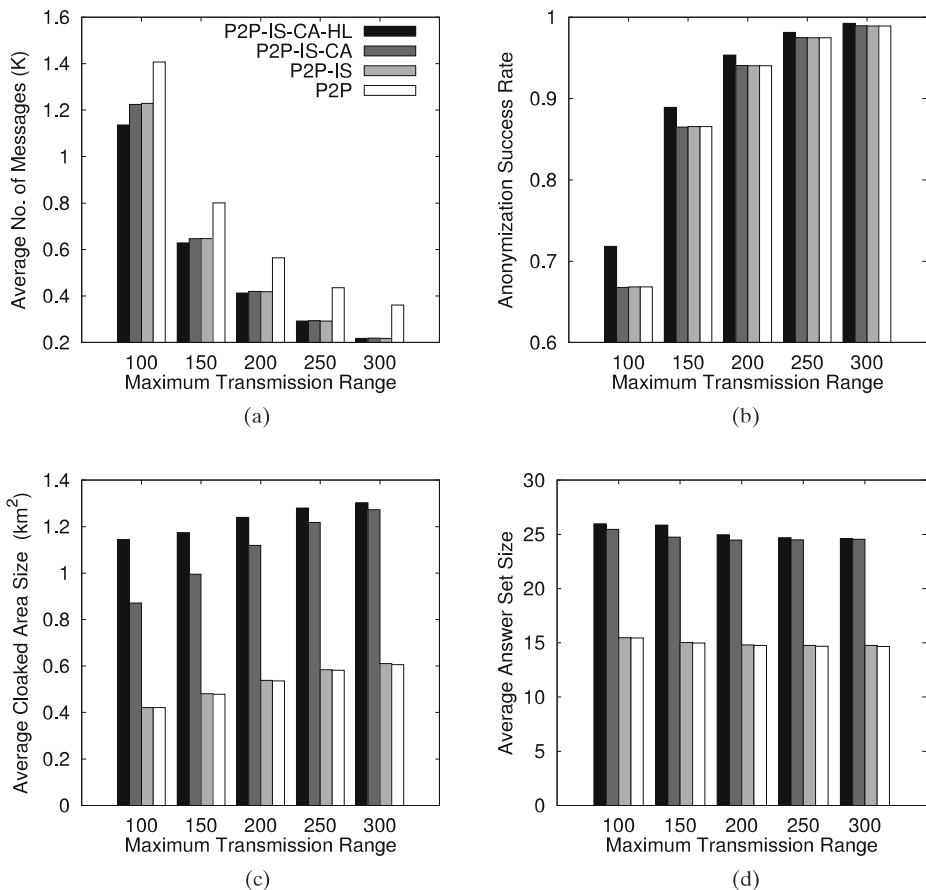 Average No. of Messages (K)
1.6
1.4
1.2
1
0.8
0.6
0.4
0.2
P2P-IS-CA-HL
P2P-IS-CA
P2P-IS
P2P
100 150 200 250 300
Maximum Transmission Range
(a)
Anonymization Success Rate
1
0.9
0.8
0.7
0.6
100 150 200 250 300
Maximum Transmission Range
(b)
Average Cloaked Area Size (km²)
1.4
1.2
1
0.8
0.6
0.4
0.2
0
100 150 200 250 300
Maximum Transmission Range
(c)
Average Answer Set Size
30
25
20
15
10
5
0
100 150 200 250 300
Maximum Transmission Range
(d)